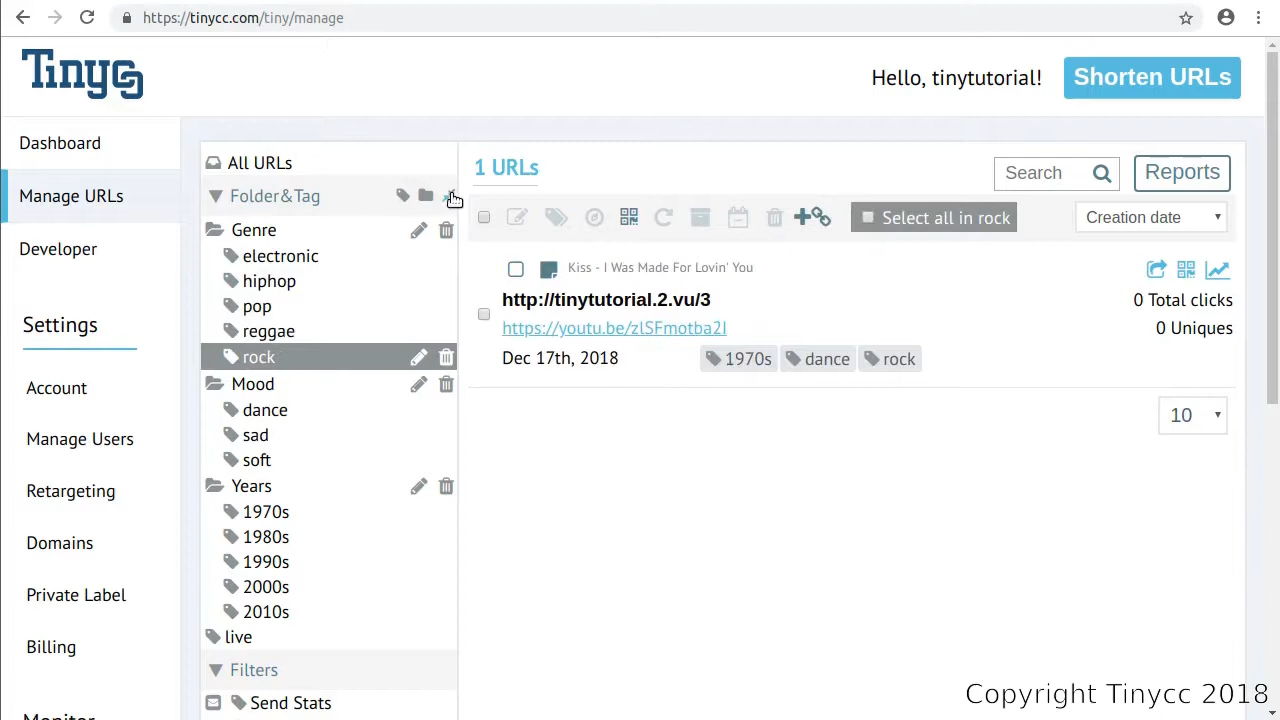 https://tinycc.com/tiny/manage
Tinycc
Hello, tinytutorial!
Shorten URLs
Dashboard
Manage URLs
Developer
Settings
Account
Manage Users
Retargeting
Domains
Private Label
Billing
Monitor
All URLs
Folder&Tag
Genre
electronic
hiphop
pop
reggae
rock
Mood
dance
sad
soft
Years
1970s
1980s
1990s
2000s
2010s
live
Filters
Send Stats
1 URLs
Search
Reports
Select all in rock
Creation date
Kiss - I Was Made For Lovin' You
http://tinytutorial.2.vu/3
0 Total clicks
https://youtu.be/zlSFmotba2I
0 Uniques
Dec 17th, 2018
1970s
dance
rock
10
Copyright Tinycc 2018